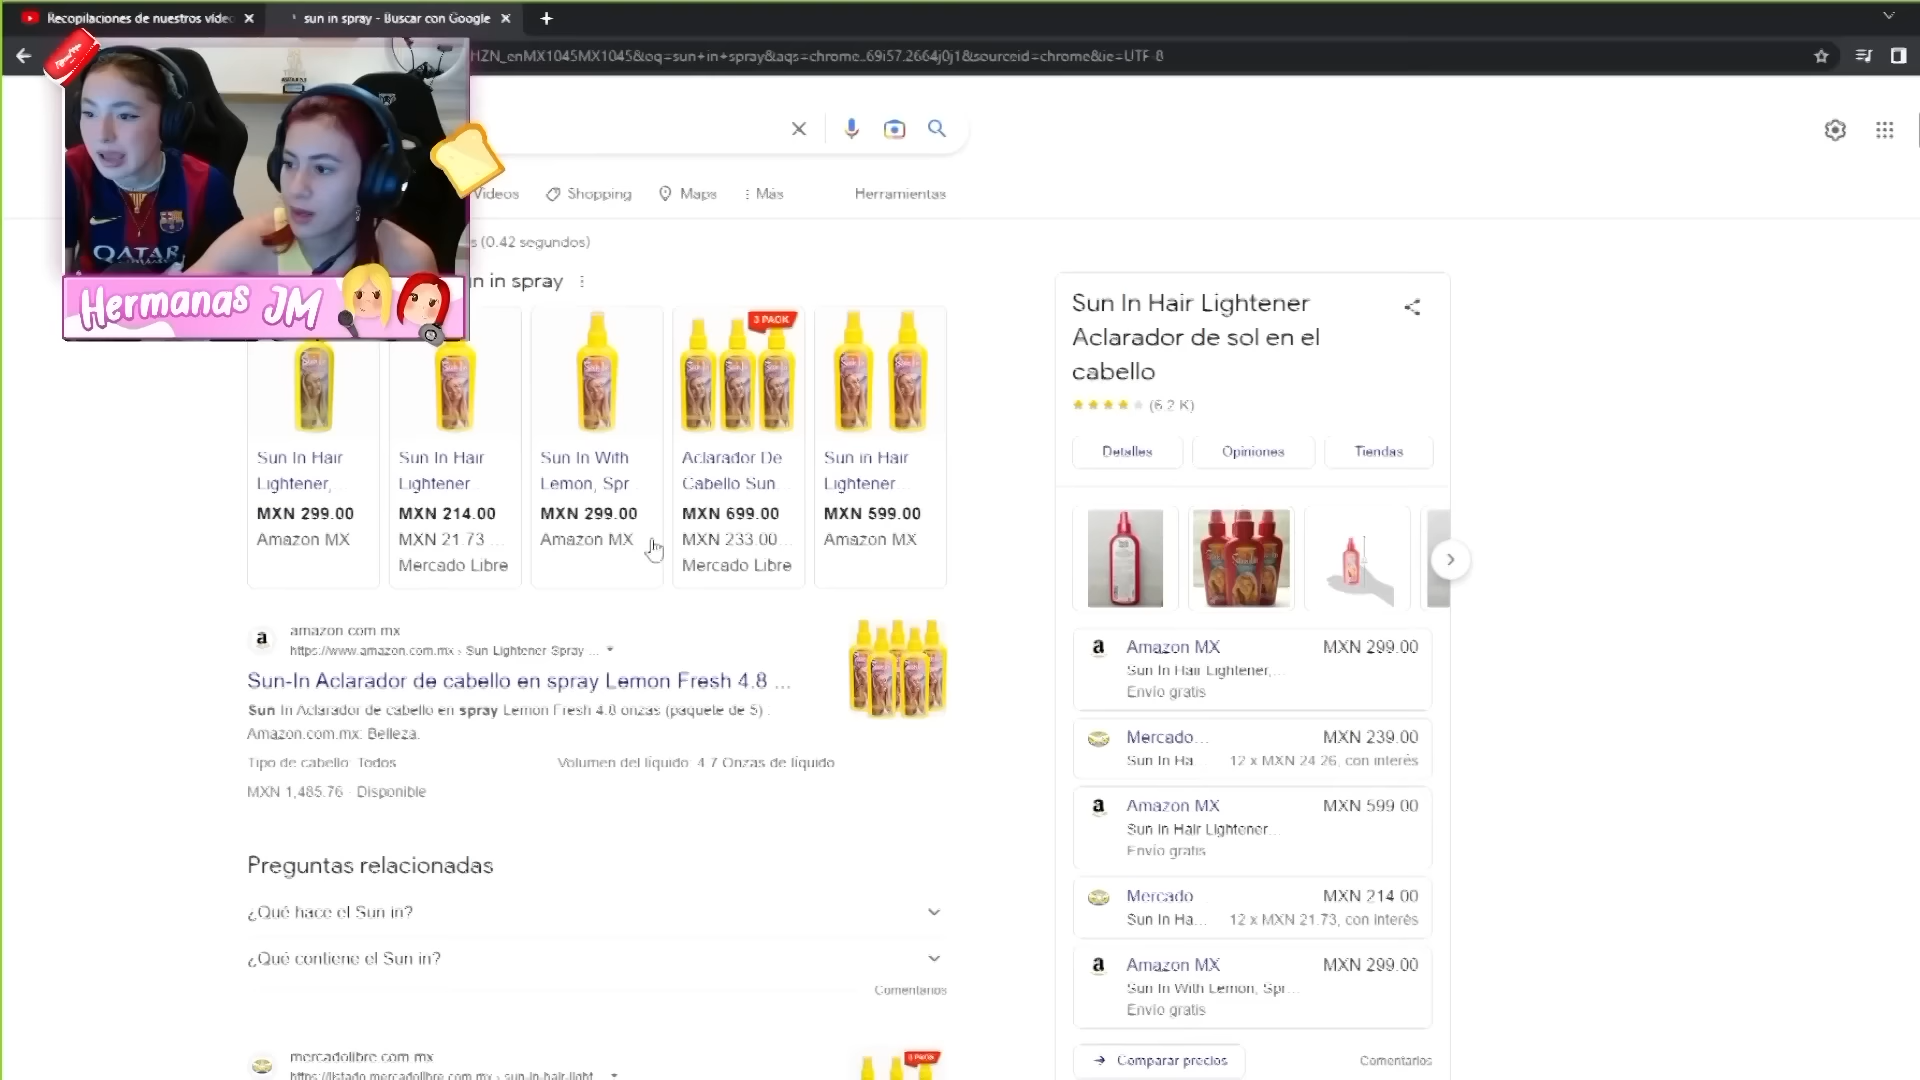 Recopilaciones de nuestros vide
sun in spray - Buscar con Google
HZN_enMX1045MX1045&oq=sun+in+spray&aqs=chrome..69i57.2664j0j1&sourceid=chrome&ie=UTF-8
QATAR
Hermanas JM
Videos
Shopping
Maps
Más
Herramientas
s (0.42 segundos)
in spray
3 PACK
Sun In Hair
Lightener,
MXN 299.00
Amazon MX
Sun In Hair
Lightener...
MXN 214.00
MXN 21.73 ...
Mercado Libre
Sun In With
Lemon, Spr...
MXN 299.00
Amazon MX
Aclarador De
Cabello Sun...
MXN 699.00
MXN 233.00...
Mercado Libre
Sun in Hair
Lightener...
MXN 599.00
Amazon MX
amazon.com.mx
https://www.amazon.com.mx › Sun Lightener Spray ...
Sun-In Aclarador de cabello en spray Lemon Fresh 4.8 ...
Sun In Aclarador de cabello en spray Lemon Fresh 4.8 onzas (paquete de 5) :
Amazon.com.mx: Belleza.
Tipo de cabello: Todos
Volumen del líquido: 4.7 Onzas de líquido
MXN 1,485.76 · Disponible
Preguntas relacionadas
¿Qué hace el Sun in?
¿Qué contiene el Sun in?
Comentarios
mercadolibre.com.mx
https://listado.mercadolibre.com.mx › sun-in-hair-light...
3 PACK
Sun In Hair Lightener
Aclarador de sol en el
cabello
(6.2 K)
Detalles
Opiniones
Tiendas
Amazon MX
MXN 299.00
Sun In Hair Lightener,...
Envío gratis
Mercado...
MXN 239.00
Sun In Ha...
12 x MXN 24.26, con interés
Amazon MX
MXN 599.00
Sun In Hair Lightener...
Envío gratis
Mercado
MXN 214.00
Sun In Ha...
12 x MXN 21.73, con interés
Amazon MX
MXN 299.00
Sun In With Lemon, Spr...
Envío gratis
Comparar precios
Comentarios